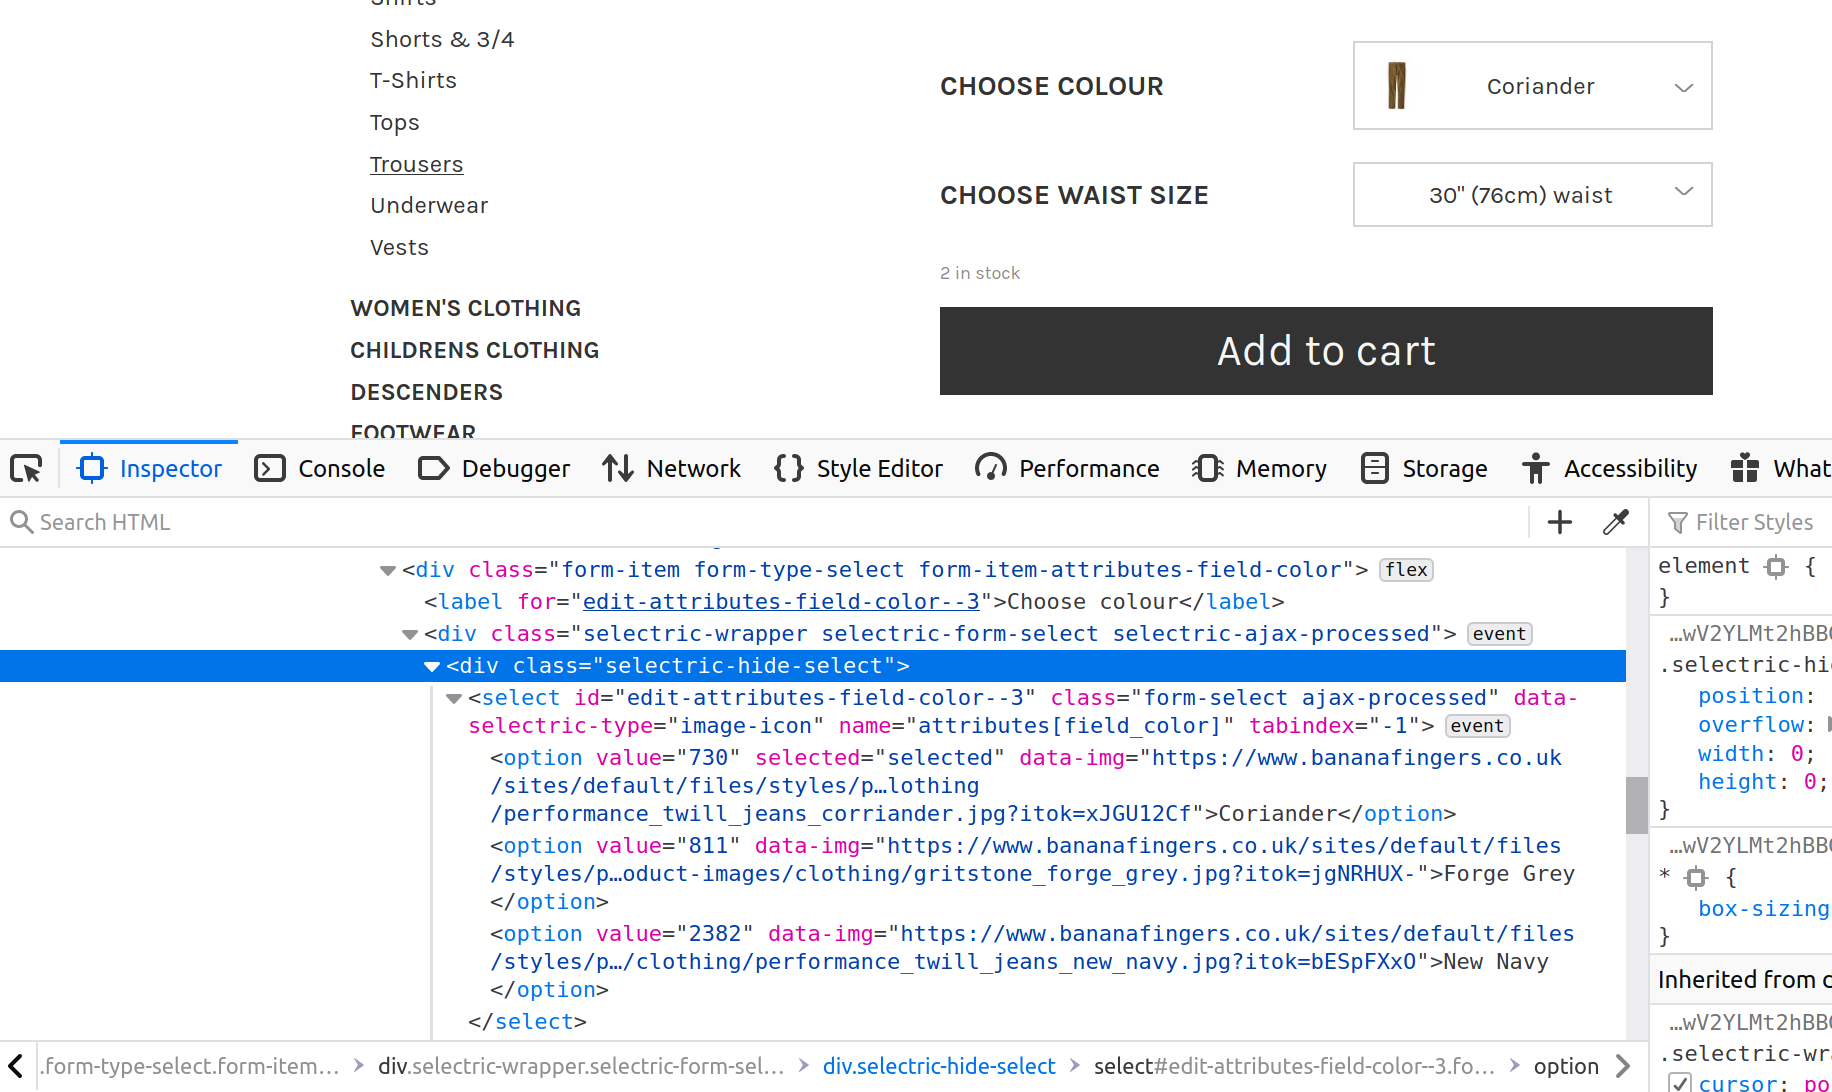 Shirts
Shorts & 3/4
T-Shirts
Tops
Trousers
Underwear
Vests
WOMEN'S CLOTHING
CHILDRENS CLOTHING
DESCENDERS
FOOTWEAR
CHOOSE COLOUR
Coriander
CHOOSE WAIST SIZE
30" (76cm) waist
2 in stock
Add to cart
Inspector Console Debugger Network Style Editor Performance Memory Storage Accessibility What
Search HTML
<div class="form-item form-type-select form-item-attributes-field-color"> flex
<label for="edit-attributes-field-color--3">Choose colour</label>
<div class="selectric-wrapper selectric-form-select selectric-ajax-processed"> event
<div class="selectric-hide-select">
<select id="edit-attributes-field-color--3" class="form-select ajax-processed" data-
selectric-type="image-icon" name="attributes[field_color]" tabindex="-1"> event
<option value="730" selected="selected" data-img="https://www.bananafingers.co.uk
/sites/default/files/styles/p…lothing
/performance_twill_jeans_corriander.jpg?itok=xJGU12Cf">Coriander</option>
<option value="811" data-img="https://www.bananafingers.co.uk/sites/default/files
/styles/p…oduct-images/clothing/gritstone_forge_grey.jpg?itok=jgNRHUX-">Forge Grey
</option>
<option value="2382" data-img="https://www.bananafingers.co.uk/sites/default/files
/styles/p…/clothing/performance_twill_jeans_new_navy.jpg?itok=bESpFXxO">New Navy
</option>
</select>
.form-type-select.form-item… div.selectric-wrapper.selectric-form-sel… div.selectric-hide-select select#edit-attributes-field-color--3.fo… option
Filter Styles
element {
}
…wV2YLMt2hBB
.selectric-hi
position:
overflow:
width: 0;
height: 0;
}
…wV2YLMt2hBB
* {
box-sizing
}
Inherited from
…wV2YLMt2hBB
.selectric-wr
cursor: po